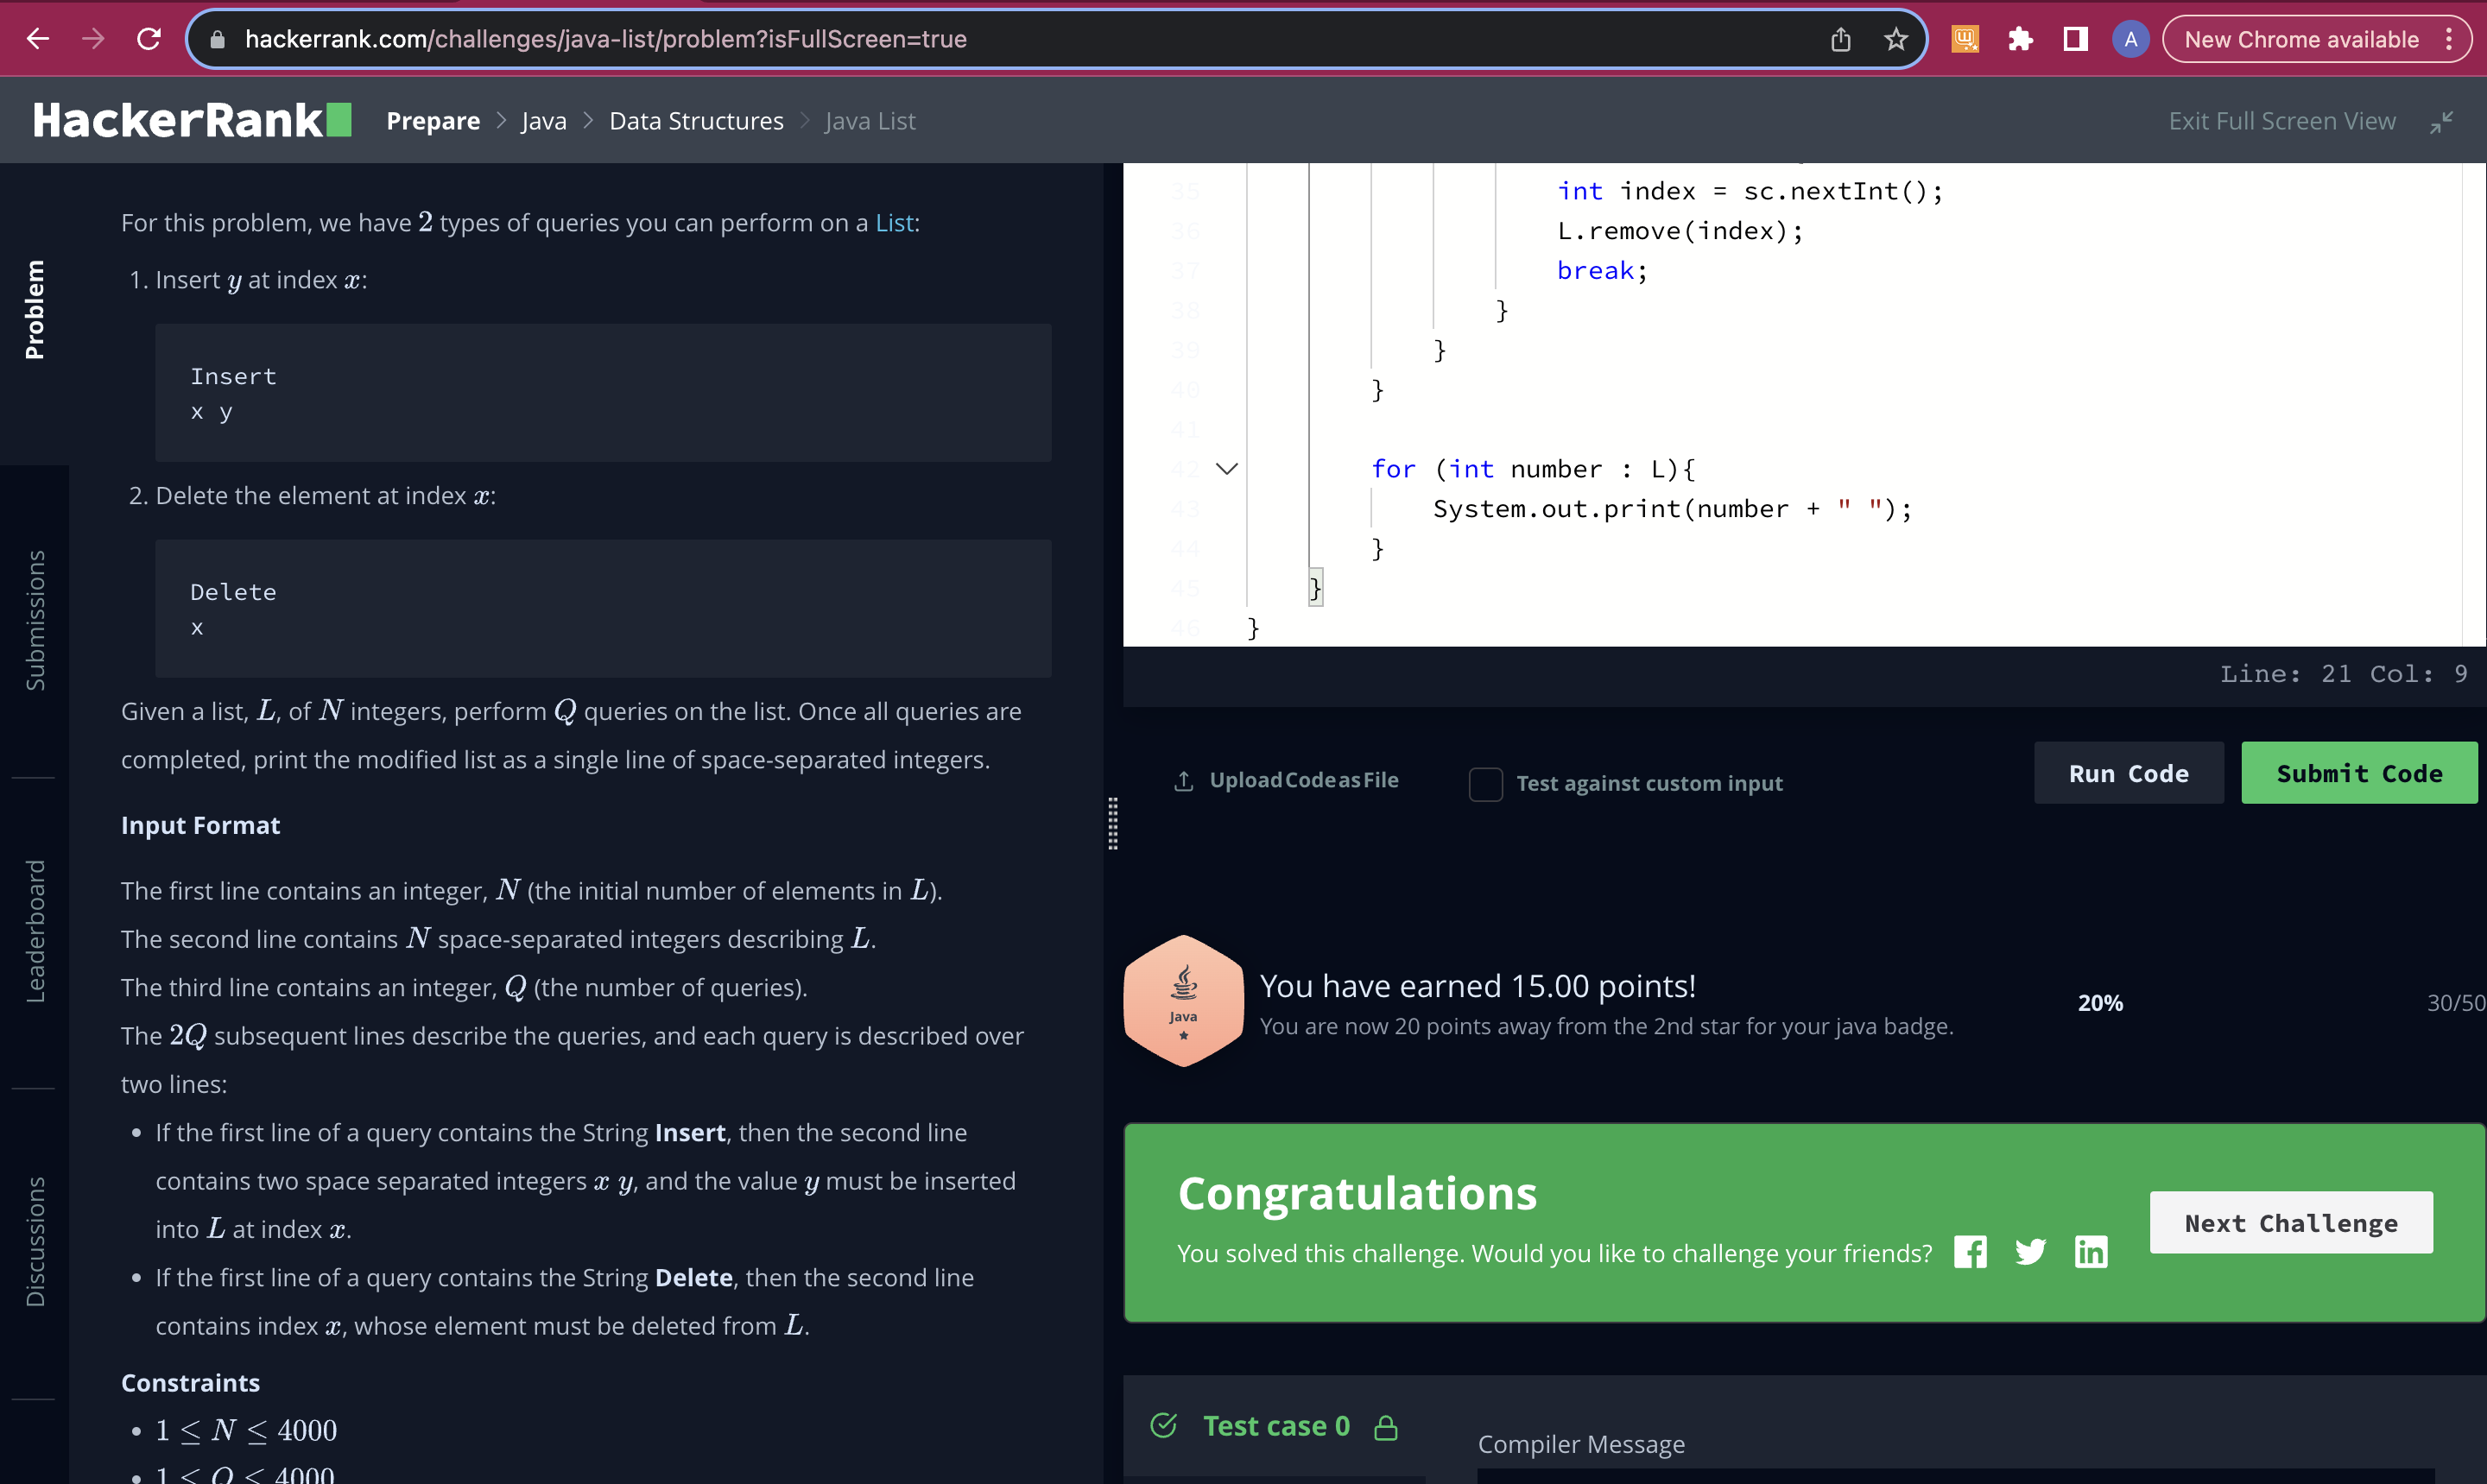 hackerrank.com/challenges/java-list/problem?isFullScreen=true
A
New Chrome available
HackerRank
Prepare > Java > Data Structures > Java List
Exit Full Screen View
Problem
Submissions
Leaderboard
Discussions
For this problem, we have 2 types of queries you can perform on a List:
1. Insert y at index x:
Insert
x y
2. Delete the element at index x:
Delete
x
Given a list, L, of N integers, perform Q queries on the list. Once all queries are
completed, print the modified list as a single line of space-separated integers.
Input Format
The first line contains an integer, N (the initial number of elements in L).
The second line contains N space-separated integers describing L.
The third line contains an integer, Q (the number of queries).
The 2Q subsequent lines describe the queries, and each query is described over
two lines:
• If the first line of a query contains the String Insert, then the second line
contains two space separated integers x y, and the value y must be inserted
into L at index x.
• If the first line of a query contains the String Delete, then the second line
contains index x, whose element must be deleted from L.
Constraints
• 1 ≤ N ≤ 4000
• 1 ≤ Q ≤ 4000
35 int index = sc.nextInt();
36 L.remove(index);
37 break;
38 }
39 }
40 }
41
42 for (int number : L){
43 System.out.print(number + " ");
44 }
45 }
46 }
Line: 21 Col: 9
Upload Code as File
Test against custom input
Run Code
Submit Code
Java
You have earned 15.00 points!
You are now 20 points away from the 2nd star for your java badge.
20%
30/50
Congratulations
You solved this challenge. Would you like to challenge your friends?
Next Challenge
Test case 0
Compiler Message